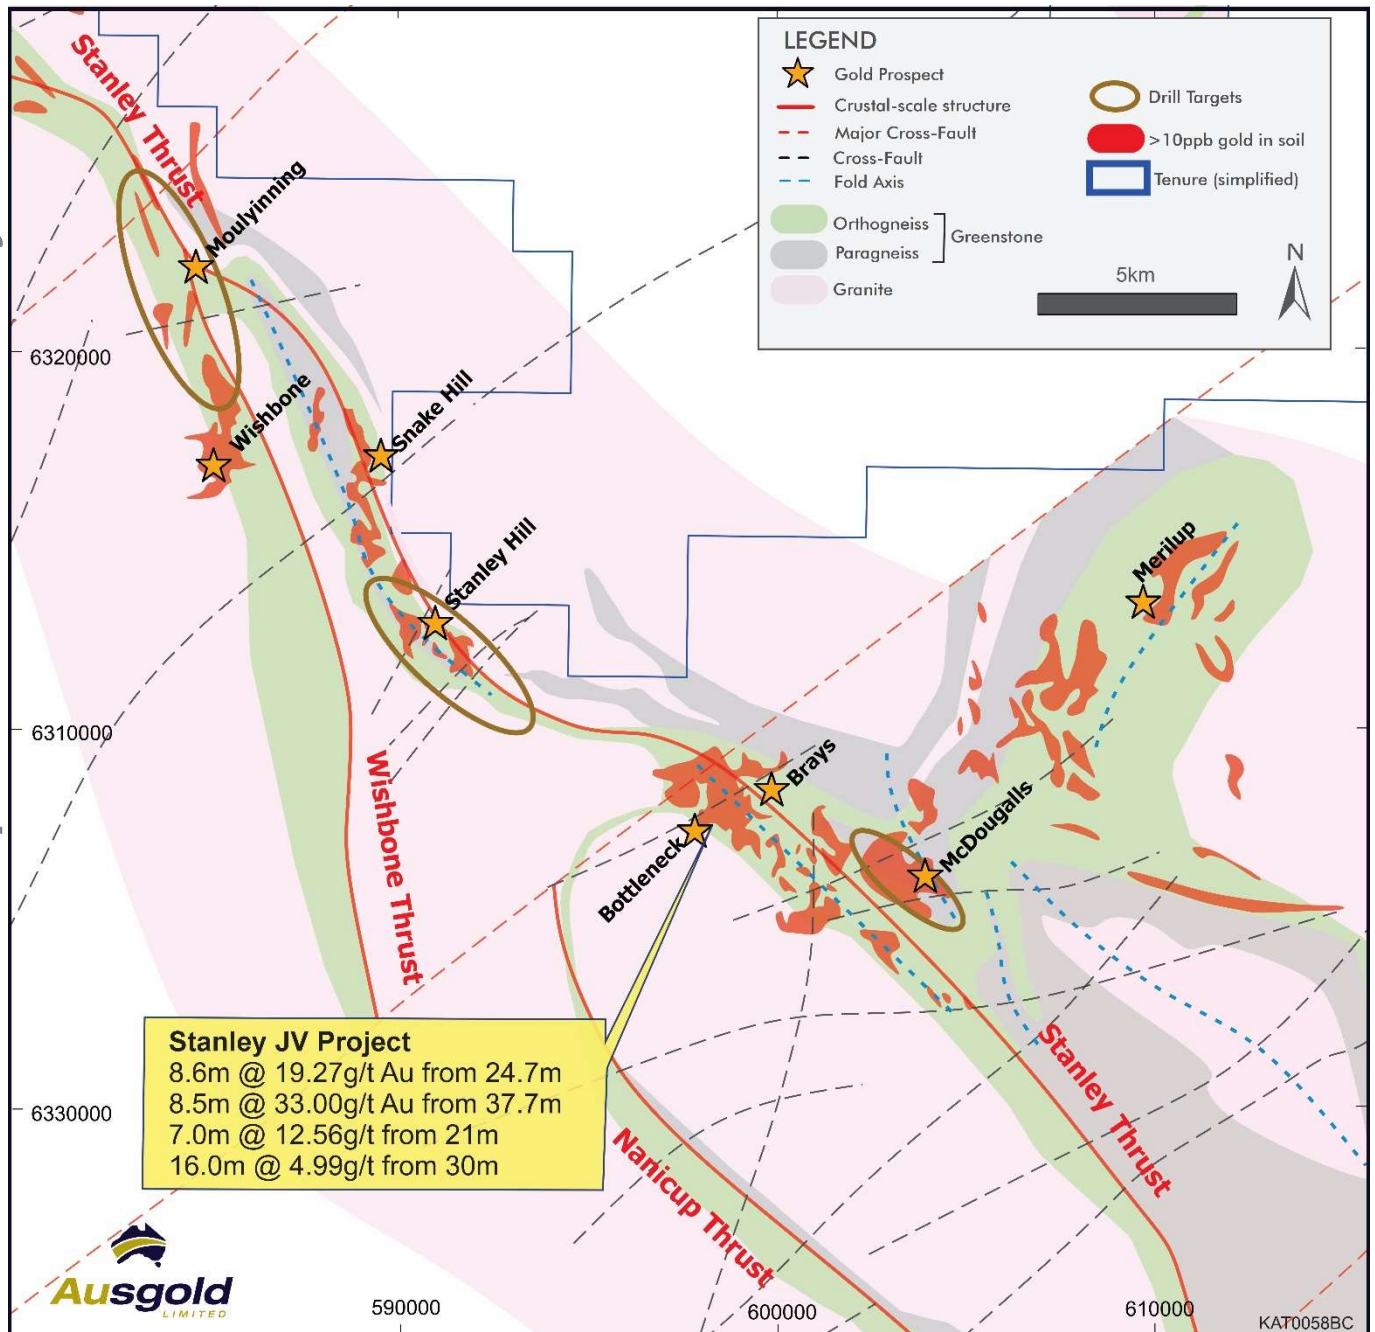 LEGEND
Gold Prospect
Crustal-scale structure
Major Cross-Fault
Cross-Fault
Fold Axis
Orthogneiss
Paragneiss
Greenstone
Granite
Drill Targets
>10ppb gold in soil
Tenure (simplified)
5km
N
Stanley Thrust
Moulyinning
6320000
Wishbone
Snake Hill
Stanley Hill
Merilup
6310000
Wishbone Thrust
Brays
Bottleneck
McDougalls
Stanley JV Project
8.6m @ 19.27g/t Au from 24.7m
8.5m @ 33.00g/t Au from 37.7m
7.0m @ 12.56g/t from 21m
16.0m @ 4.99g/t from 30m
6330000
Nanicup Thrust
Stanley Thrust
Ausgold
LIMITED
590000
600000
610000
KAT0058BC